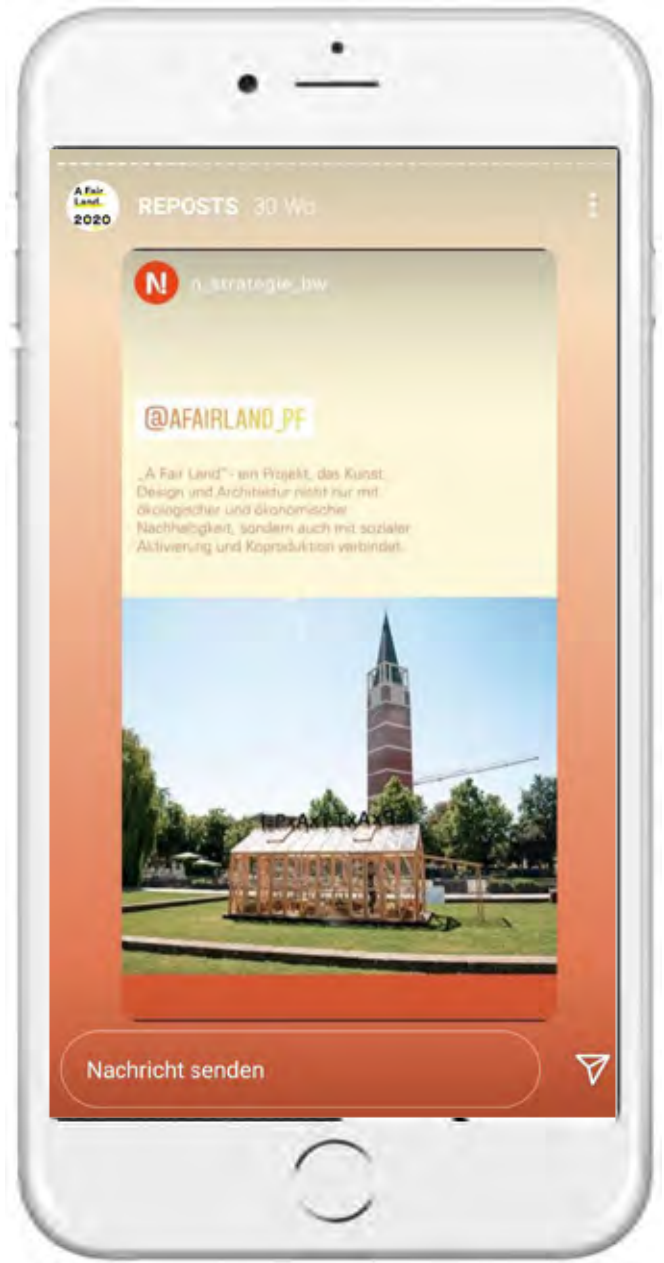 A Fair
Land.
2020
REPOSTS 30 Wo
N!
n_strategie_bw
@AFAIRLAND_PF
„A Fair Land“ - ein Projekt, das Kunst,
Design und Architektur nicht nur mit
ökologischer und ökonomischer
Nachhaltigkeit, sondern auch mit sozialer
Aktivierung und Koproduktion verbindet.
Nachricht senden